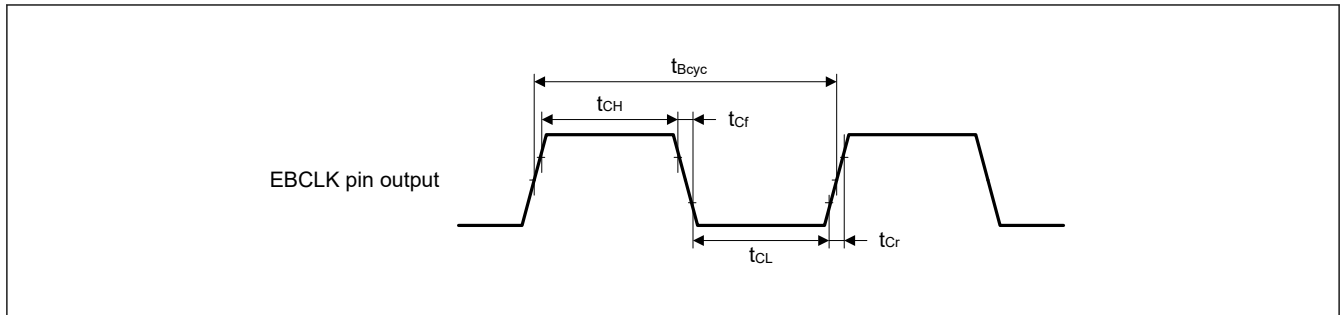 tBcyc
tCH
tCf
EBCLK pin output
tCL
tCr